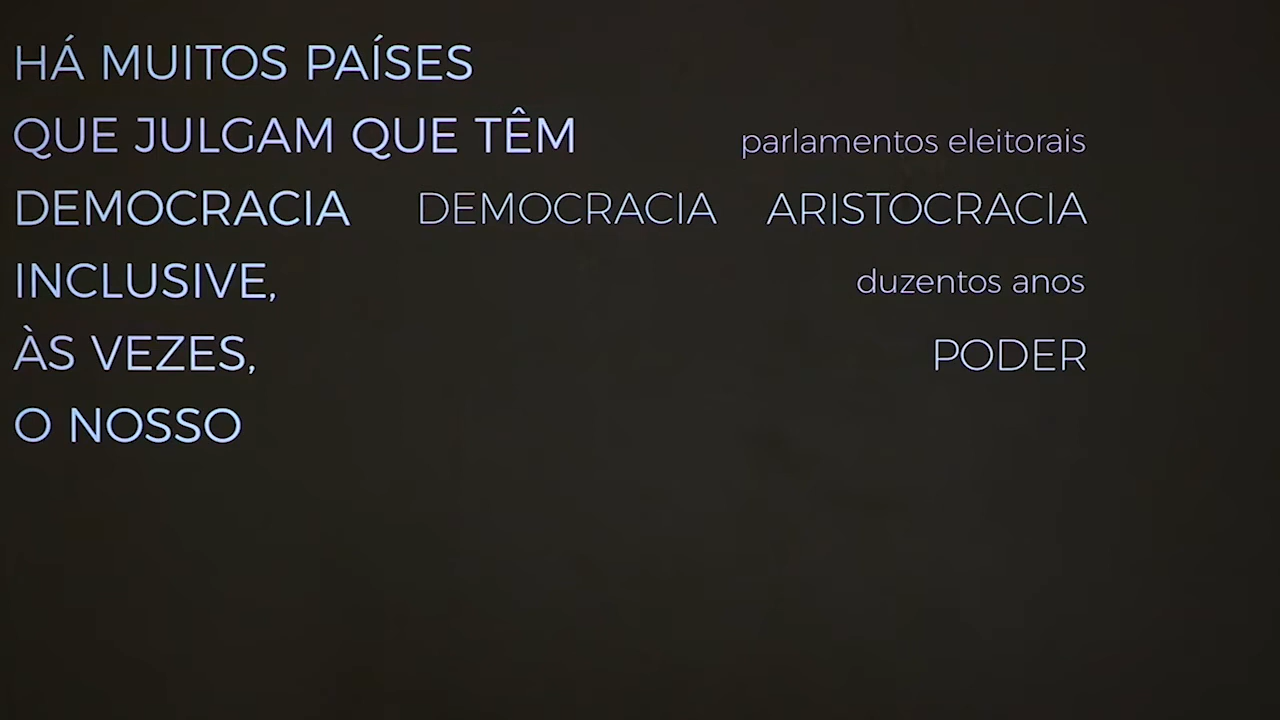 HÁ MUITOS PAÍSES
QUE JULGAM QUE TÊM
DEMOCRACIA
INCLUSIVE,
ÀS VEZES,
O NOSSO
DEMOCRACIA
parlamentos eleitorais
ARISTOCRACIA
duzentos anos
PODER